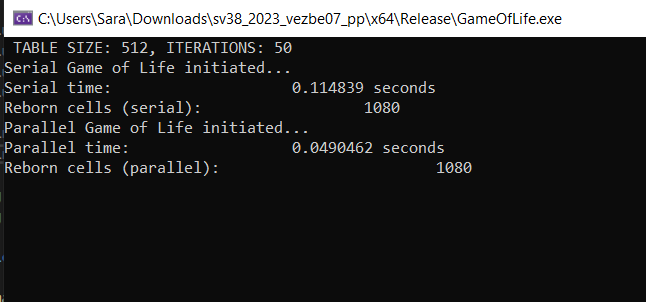 C:\Users\Sara\Downloads\sv38_2023_vezbe07_pp\x64\Release\GameOfLife.exe
TABLE SIZE: 512, ITERATIONS: 50
Serial Game of Life initiated...
Serial time: 0.114839 seconds
Reborn cells (serial): 1080
Parallel Game of Life initiated...
Parallel time: 0.0490462 seconds
Reborn cells (parallel): 1080